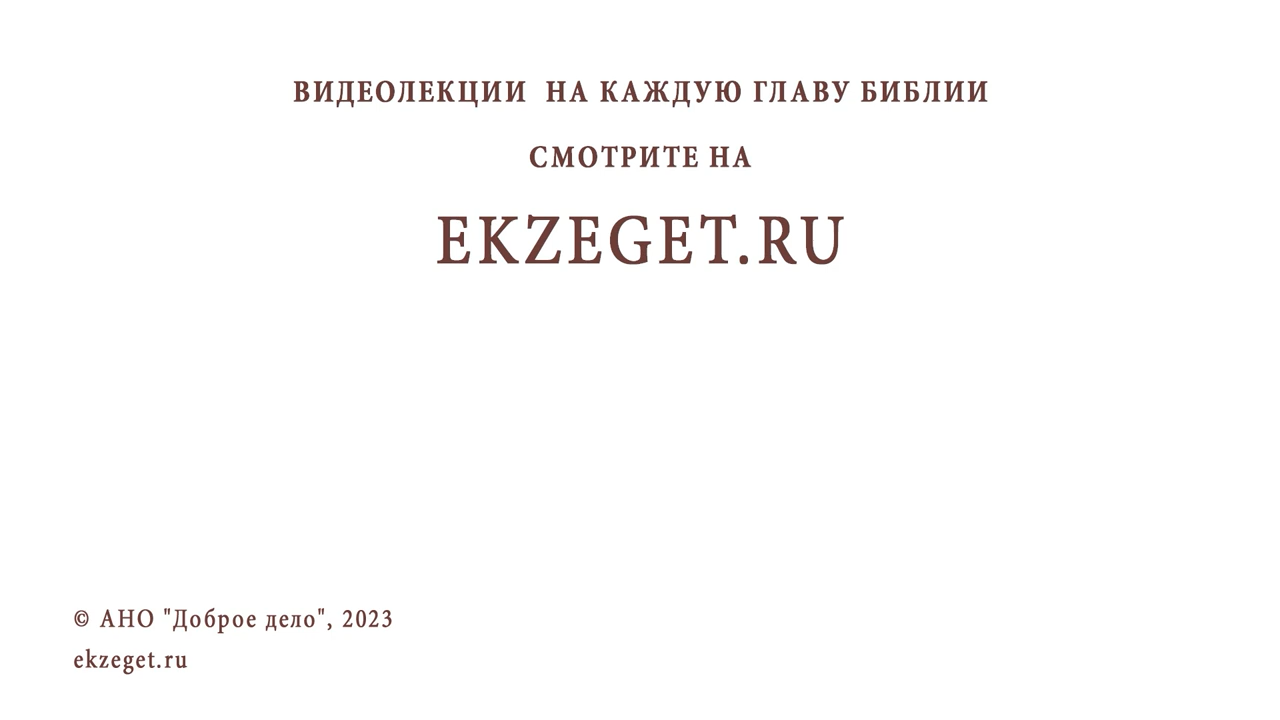 ВИДЕОЛЕКЦИИ НА КАЖДУЮ ГЛАВУ БИБЛИИ
СМОТРИТЕ НА
EKZEGET.RU
© АНО "Доброе дело", 2023
ekzeget.ru